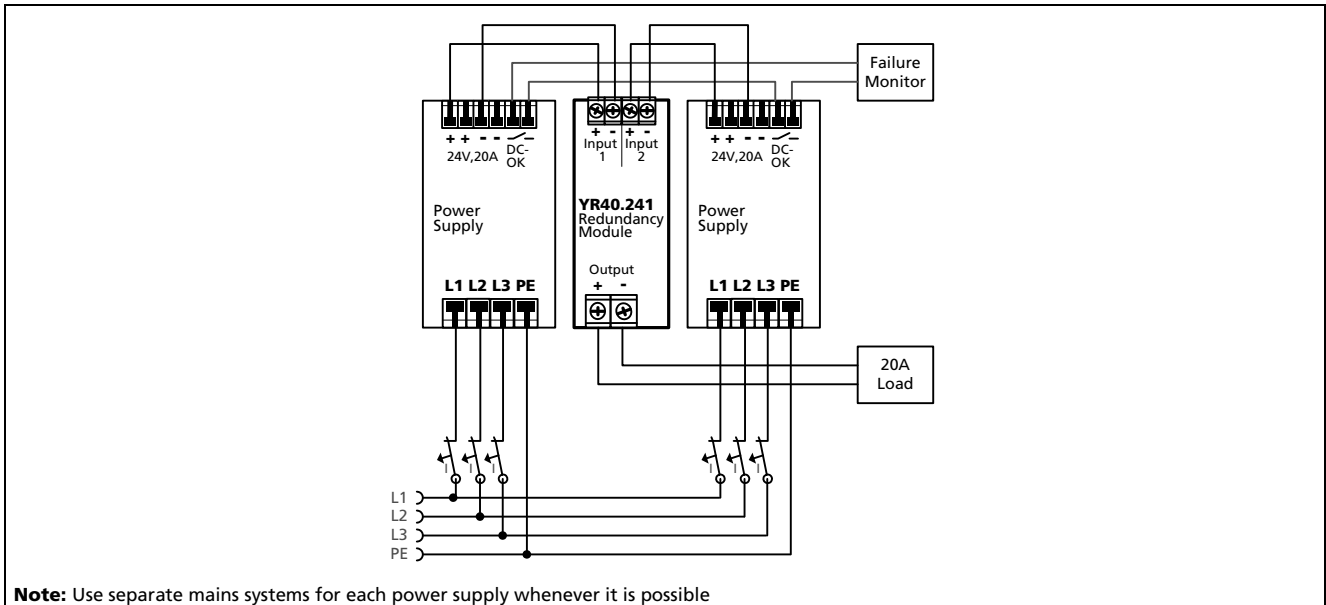 Failure
Monitor
+ + - -
24V,20A
DC-
OK
Power
Supply
L1 L2 L3 PE
+ - + -
Input
1
Input
2
YR40.241
Redundancy
Module
Output
+ -
+ + - -
24V,20A
DC-
OK
Power
Supply
L1 L2 L3 PE
20A
Load
I I I
I I I
L1
L2
L3
PE
Note: Use separate mains systems for each power supply whenever it is possible